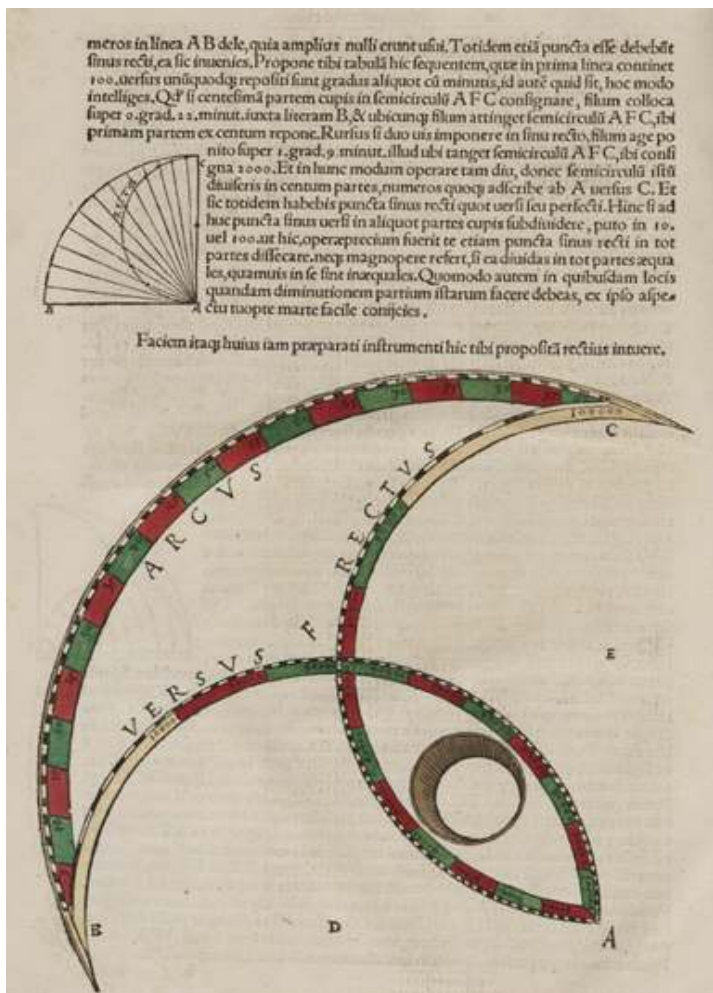 meros in linea A B dele, quia amplius nulli erunt usui. Totidem etiã puncta esse debebũt
sinus recti, ea sic inuenies. Propone tibi tabulã hic sequentem, quæ in prima linea continet
100. uersus unũquodq; repositi sunt gradus aliquot cũ minutis, id autẽ quid sit, hoc modo
intelliges. Qd' si centesimã partem cupis in semicirculũ A F C consignare, filum colloca
super 0. grad. 22. minut. iuxta literam B, & ubicunq; filum attinget semicirculũ A F C, ibi
primam partem ex centum repone. Rursus si duo uis imponere in sinu recto, filum age po
nito super 1. grad. 9 minut. illud ubi tanget semicirculũ A F C, ibi consi
gna 2000. Et in hunc modum operare tam diu, donec semicirculũ istũ
diuiseris in centum partes, numeros quoq; adscribe ab A uersus C. Et
sic totidem habebis puncta sinus recti quot uersi seu perfecti. Hinc si ad
huc puncta sinus uersi in aliquot partes cupis subdiuidere, puto in 10.
uel 100. ut hic, operæprecium fuerit te etiam puncta sinus recti in tot
partes dissecare. neq; magnopere refert, si ea diuidas in tot partes æqua
les, quamuis in se sint inæquales. Quomodo autem in quibusdam locis
quandam diminutionem partium istarum facere debeas, ex ipso aspe-
ctu tuopte marte facile conijcies.
B A
Faciem itaq; huius iam præparati instrumenti hic tibi propositã rectius intuere.
100000
C
ARCVS
RECTVS
F
E
VERSVS
B
D
A